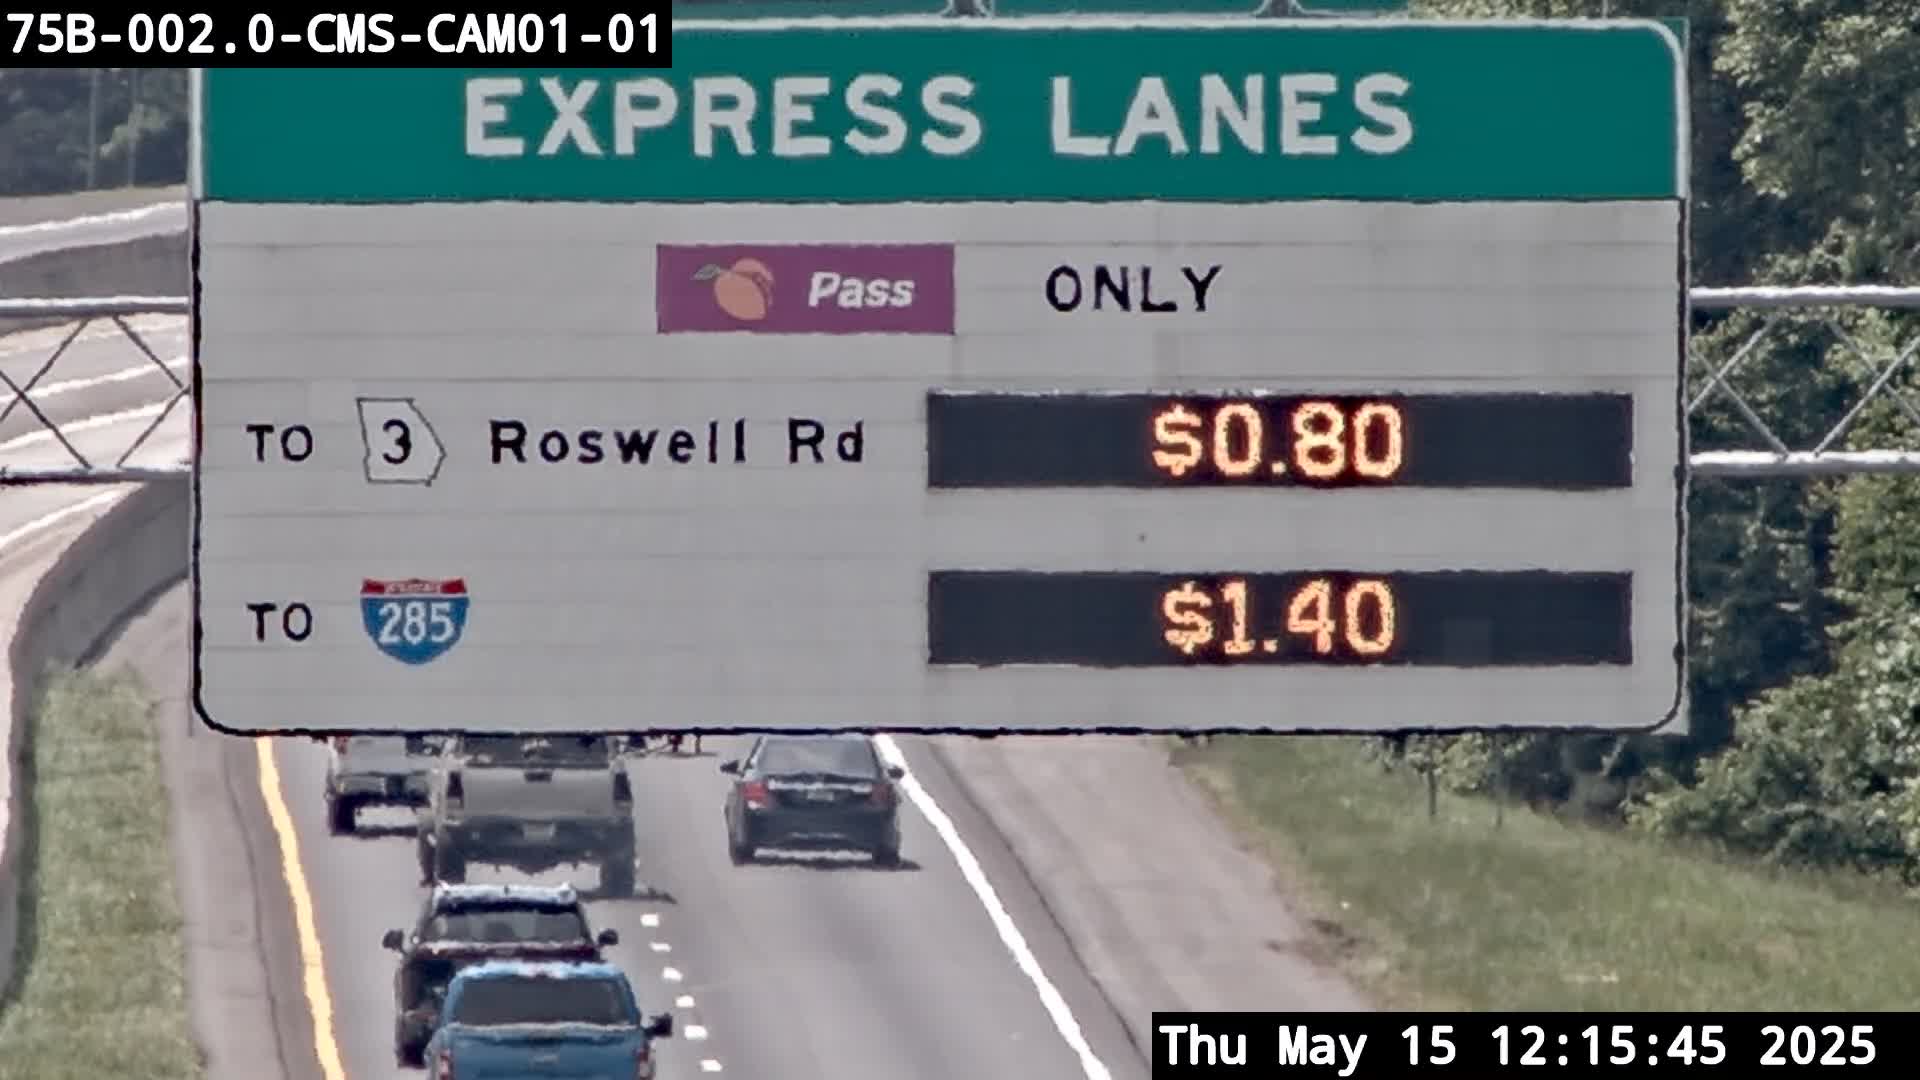 75B-002.0-CMS-CAM01-01
EXPRESS LANES
Pass ONLY
TO 3 Roswell Rd $0.80
TO 285 $1.40
Thu May 15 12:15:45 2025